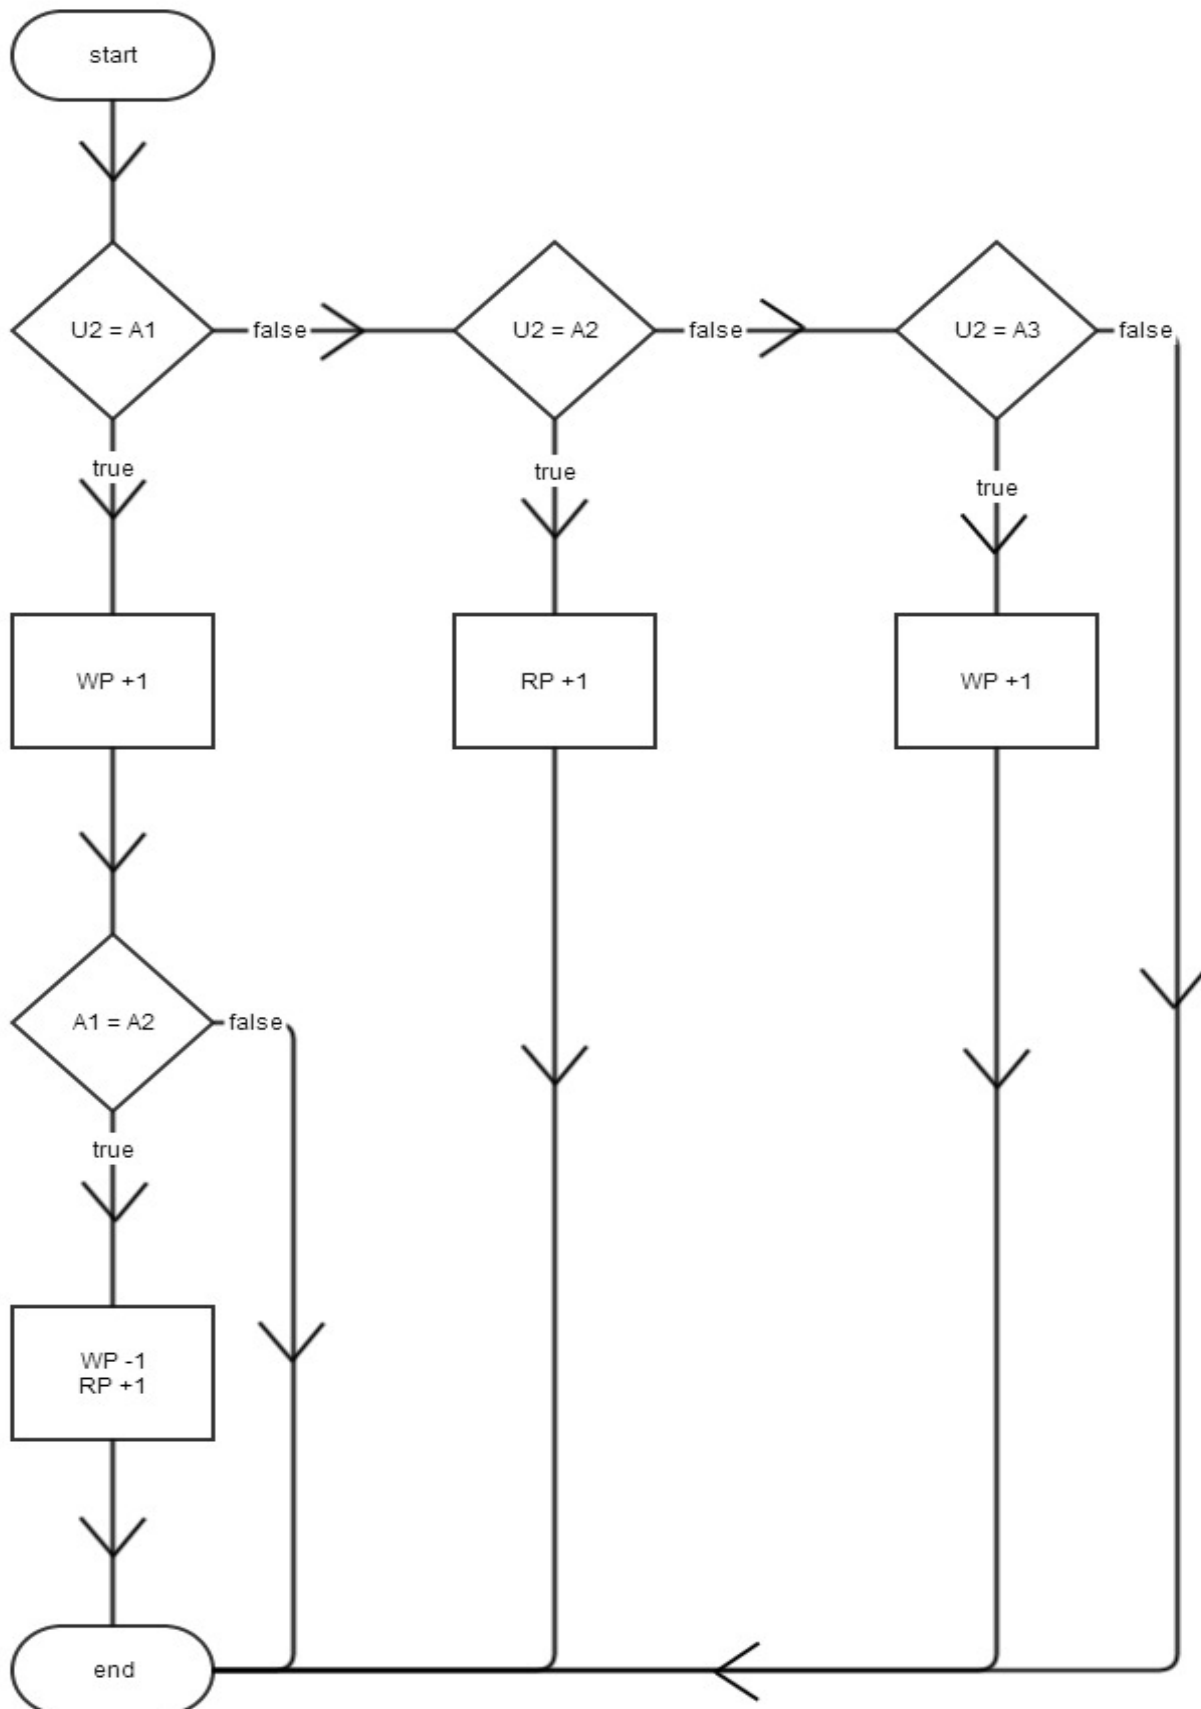 start
U2 = A1
false
U2 = A2
false
U2 = A3
false
true
true
true
WP +1
RP +1
WP +1
A1 = A2
false
true
WP -1
RP +1
end